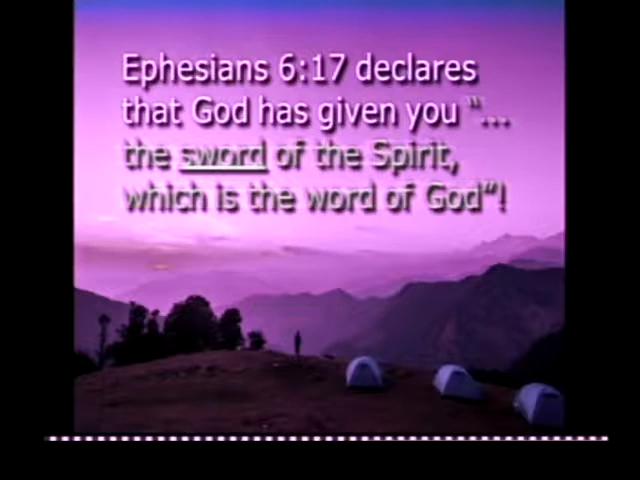 Ephesians 6:17 declares
that God has given you “...
the sword of the Spirit,
which is the word of God”!